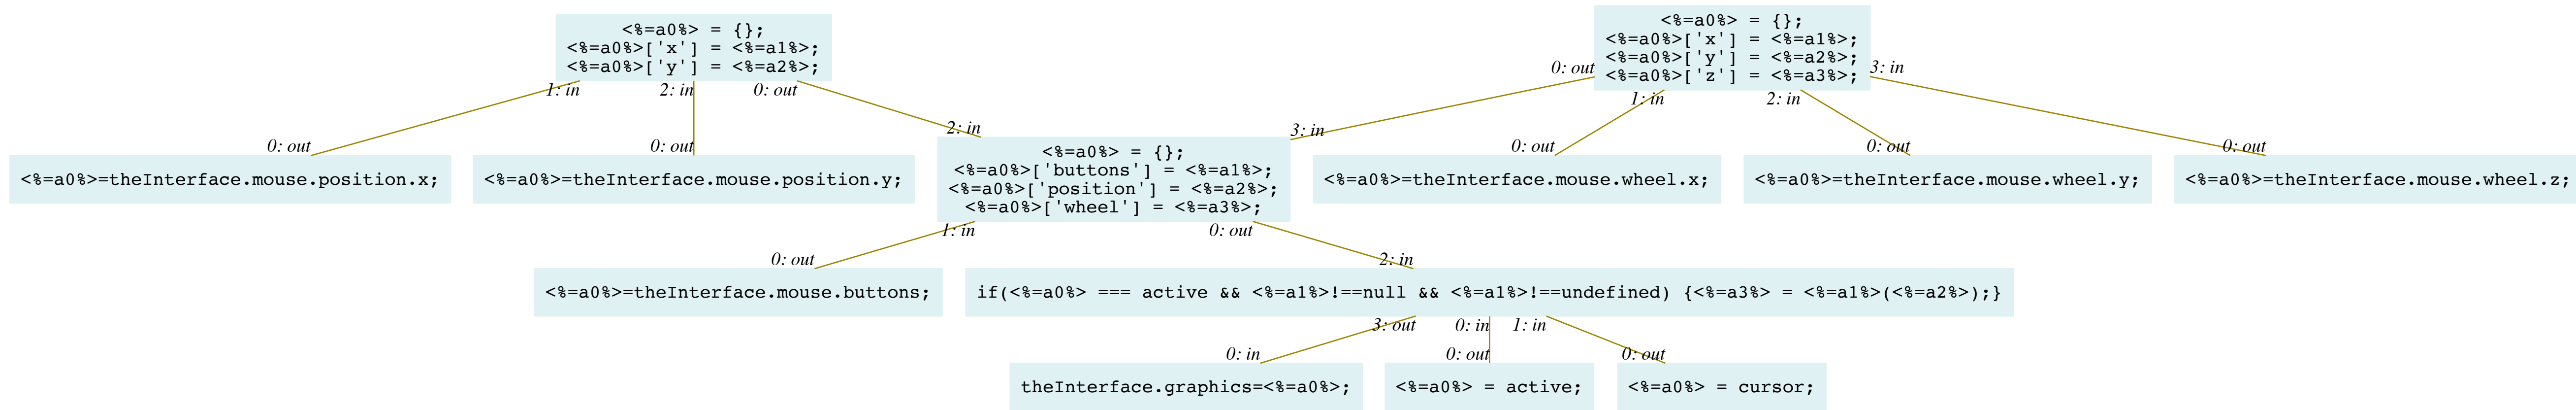 <%=a0%> = {};
<%=a0%>['x'] = <%=a1%>;
<%=a0%>['y'] = <%=a2%>;
<%=a0%> = {};
<%=a0%>['x'] = <%=a1%>;
<%=a0%>['y'] = <%=a2%>;
<%=a0%>['z'] = <%=a3%>;
1: in
2: in
0: out
0: out
1: in
2: in
3: in
0: out
0: out
2: in
3: in
0: out
0: out
0: out
<%=a0%>=theInterface.mouse.position.x;
<%=a0%>=theInterface.mouse.position.y;
<%=a0%> = {};
<%=a0%>['buttons'] = <%=a1%>;
<%=a0%>['position'] = <%=a2%>;
<%=a0%>['wheel'] = <%=a3%>;
<%=a0%>=theInterface.mouse.wheel.x;
<%=a0%>=theInterface.mouse.wheel.y;
<%=a0%>=theInterface.mouse.wheel.z;
1: in
0: out
0: out
2: in
<%=a0%>=theInterface.mouse.buttons;
if(<%=a0%> === active && <%=a1%>!==null && <%=a1%>!==undefined) {<%=a3%> = <%=a1%>(<%=a2%>);}
3: out
0: in
1: in
0: in
0: out
0: out
theInterface.graphics=<%=a0%>;
<%=a0%> = active;
<%=a0%> = cursor;